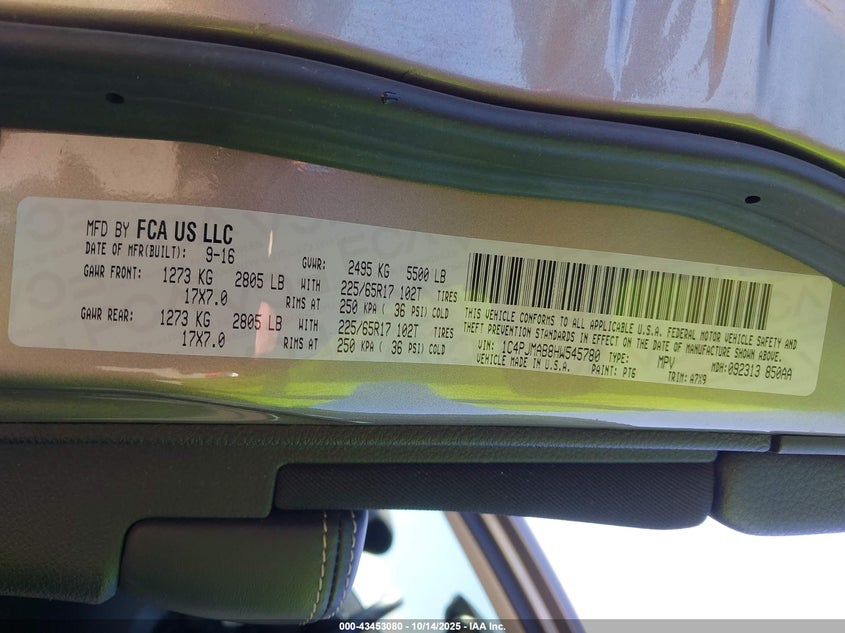 MFD BY FCA US LLC
DATE OF MFR(BUILT): 9-16
GVWR: 2495 KG 5500 LB
GAWR FRONT: 1273 KG 2805 LB WITH 225/65R17 102T TIRES
17X7.0 RIMS AT 250 KPA ( 36 PSI) COLD
GAWR REAR: 1273 KG 2805 LB WITH 225/65R17 102T TIRES
17X7.0 RIMS AT 250 KPA ( 36 PSI) COLD
THIS VEHICLE CONFORMS TO ALL APPLICABLE U.S.A. FEDERAL MOTOR VEHICLE SAFETY AND
THEFT PREVENTION STANDARDS IN EFFECT ON THE DATE OF MANUFACTURE SHOWN ABOVE.
VIN: 1C4PJMAB8HW545780 TYPE: MPV MDH:092313 850AA
VEHICLE MADE IN U.S.A. PAINT: PT6 TRIM: A7X9
000-43453080 - 10/14/2025 - IAA Inc.